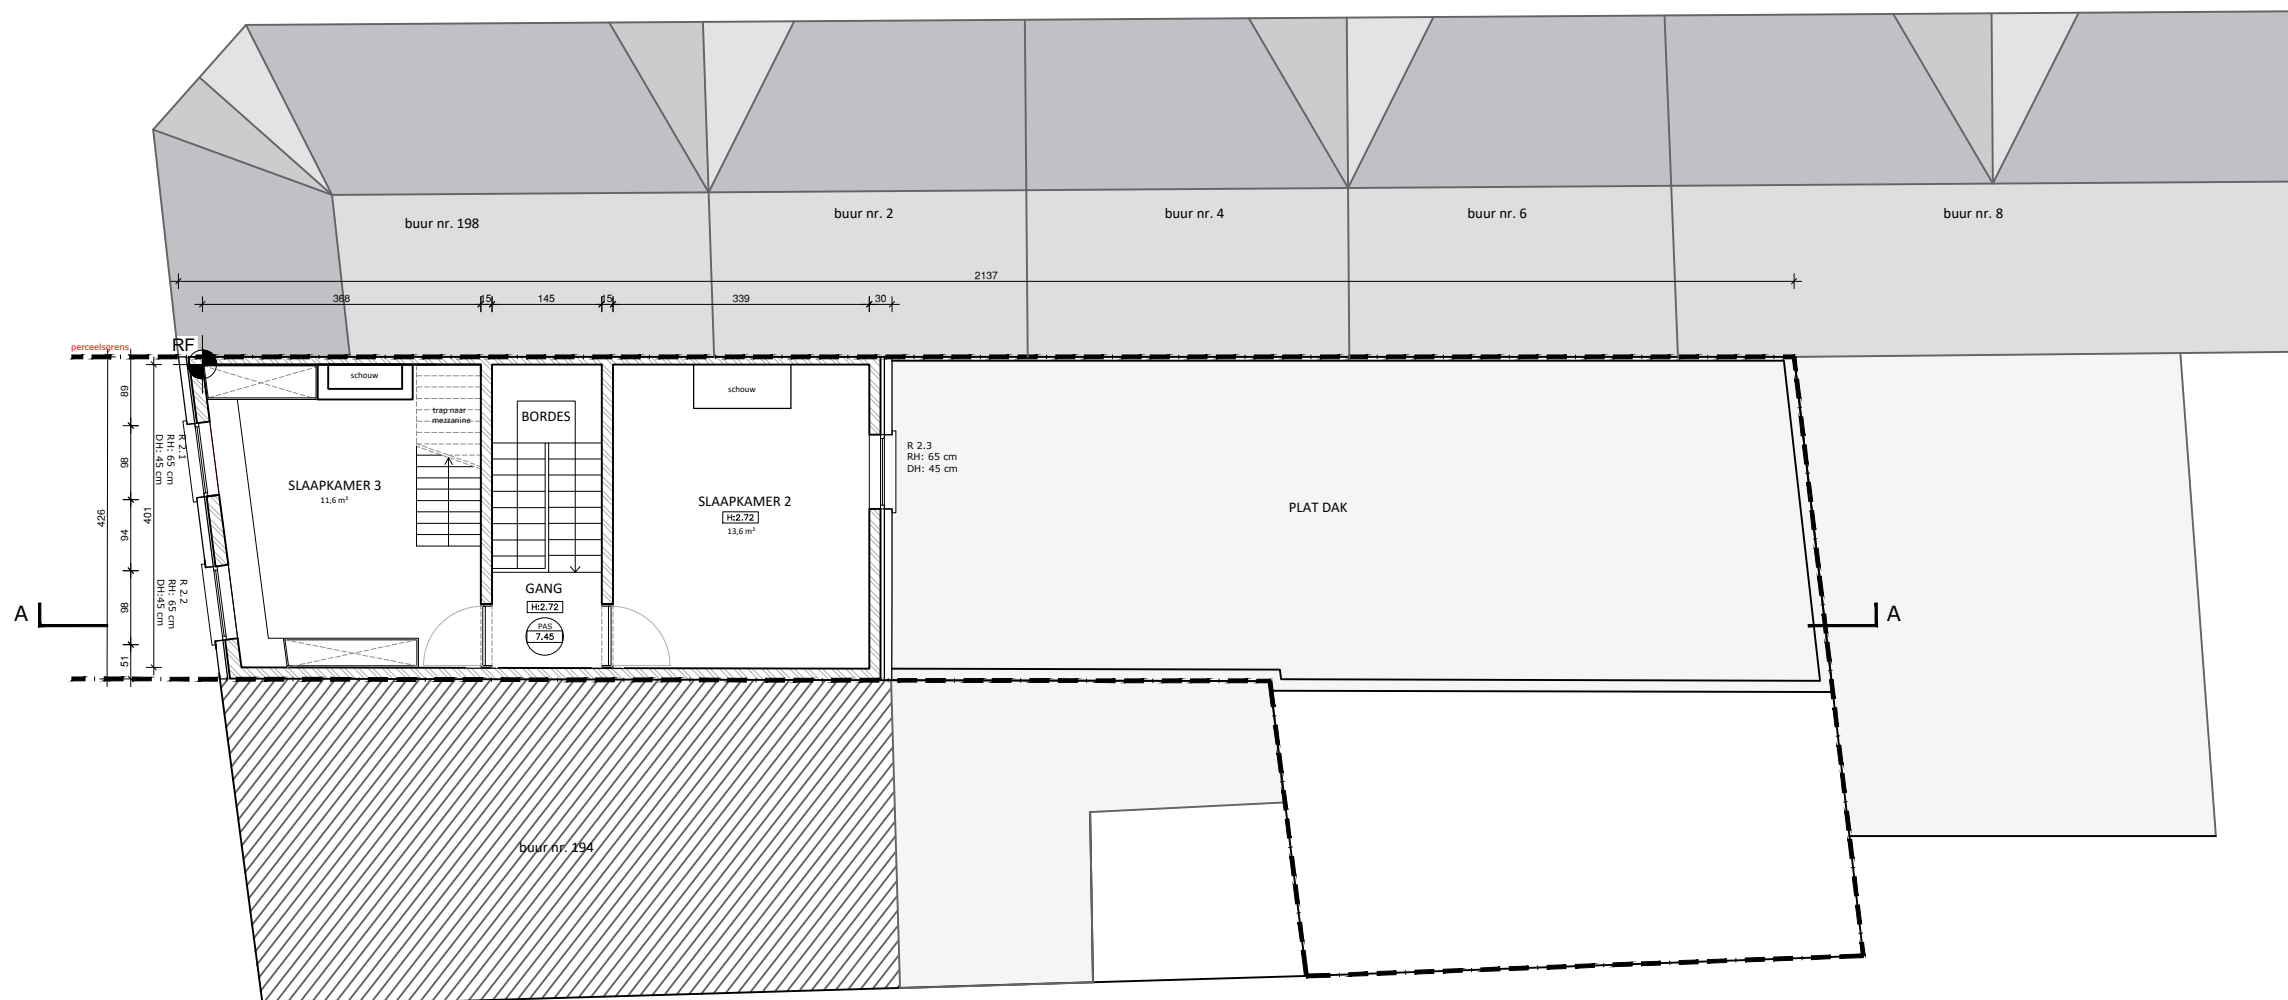 buur nr. 198
buur nr. 2
buur nr. 4
buur nr. 6
buur nr. 8
2137
368
15
145
15
339
30
perceelsgrens
RF
schouw
schouw
trap naar
mezzanine
BORDES
89
98
94
98
51
426
401
R 2.1
RH: 65 cm
DH: 45 cm
R 2.2
RH: 65 cm
DH:45 cm
SLAAPKAMER 3
11,6 m²
SLAAPKAMER 2
H:2.72
13,6 m²
R 2.3
RH: 65 cm
DH: 45 cm
PLAT DAK
GANG
H:2.72
PAS
7.45
A
A
buur nr. 194